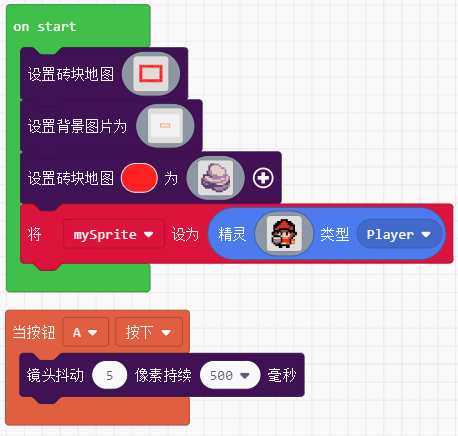 on start
设置砖块地图
设置背景图片为
设置砖块地图 为
将 mySprite 设为 精灵 类型 Player
当按钮 A 按下
镜头抖动 5 像素持续 500 毫秒